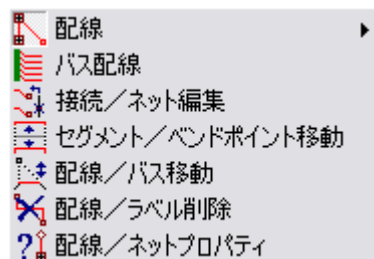 配線
バス配線
接続／ネット編集
セグメント／ベンドポイント移動
配線／バス移動
配線／ラベル削除
配線／ネットプロパティ